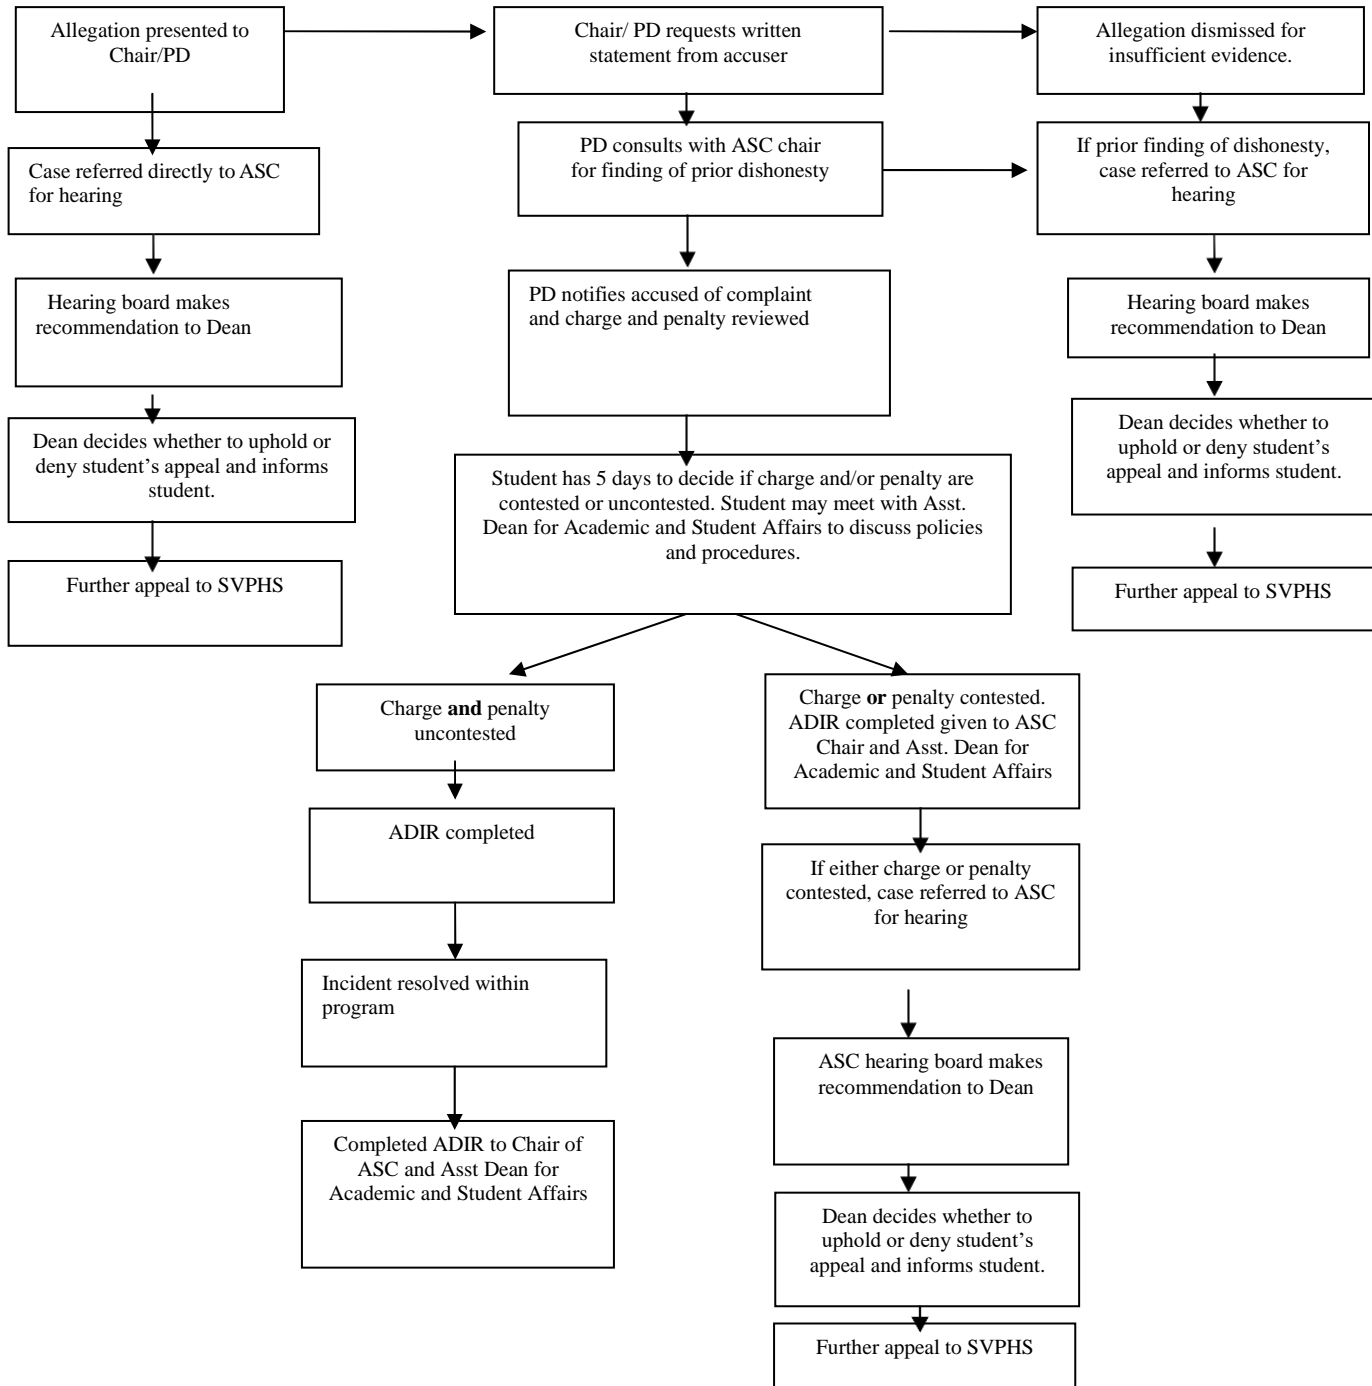 Allegation presented to
Chair/PD
Chair/ PD requests written
statement from accuser
Allegation dismissed for
insufficient evidence.
Case referred directly to ASC
for hearing
PD consults with ASC chair
for finding of prior dishonesty
If prior finding of dishonesty,
case referred to ASC for
hearing
Hearing board makes
recommendation to Dean
PD notifies accused of complaint
and charge and penalty reviewed
Hearing board makes
recommendation to Dean
Dean decides whether to uphold or
deny student’s appeal and informs
student.
Student has 5 days to decide if charge and/or penalty are
contested or uncontested. Student may meet with Asst.
Dean for Academic and Student Affairs to discuss policies
and procedures.
Dean decides whether to
uphold or deny student’s
appeal and informs student.
Further appeal to SVPHS
Further appeal to SVPHS
Charge and penalty
uncontested
Charge or penalty contested.
ADIR completed given to ASC
Chair and Asst. Dean for
Academic and Student Affairs
ADIR completed
If either charge or penalty
contested, case referred to ASC
for hearing
Incident resolved within
program
ASC hearing board makes
recommendation to Dean
Completed ADIR to Chair of
ASC and Asst Dean for
Academic and Student Affairs
Dean decides whether to
uphold or deny student’s
appeal and informs student.
Further appeal to SVPHS